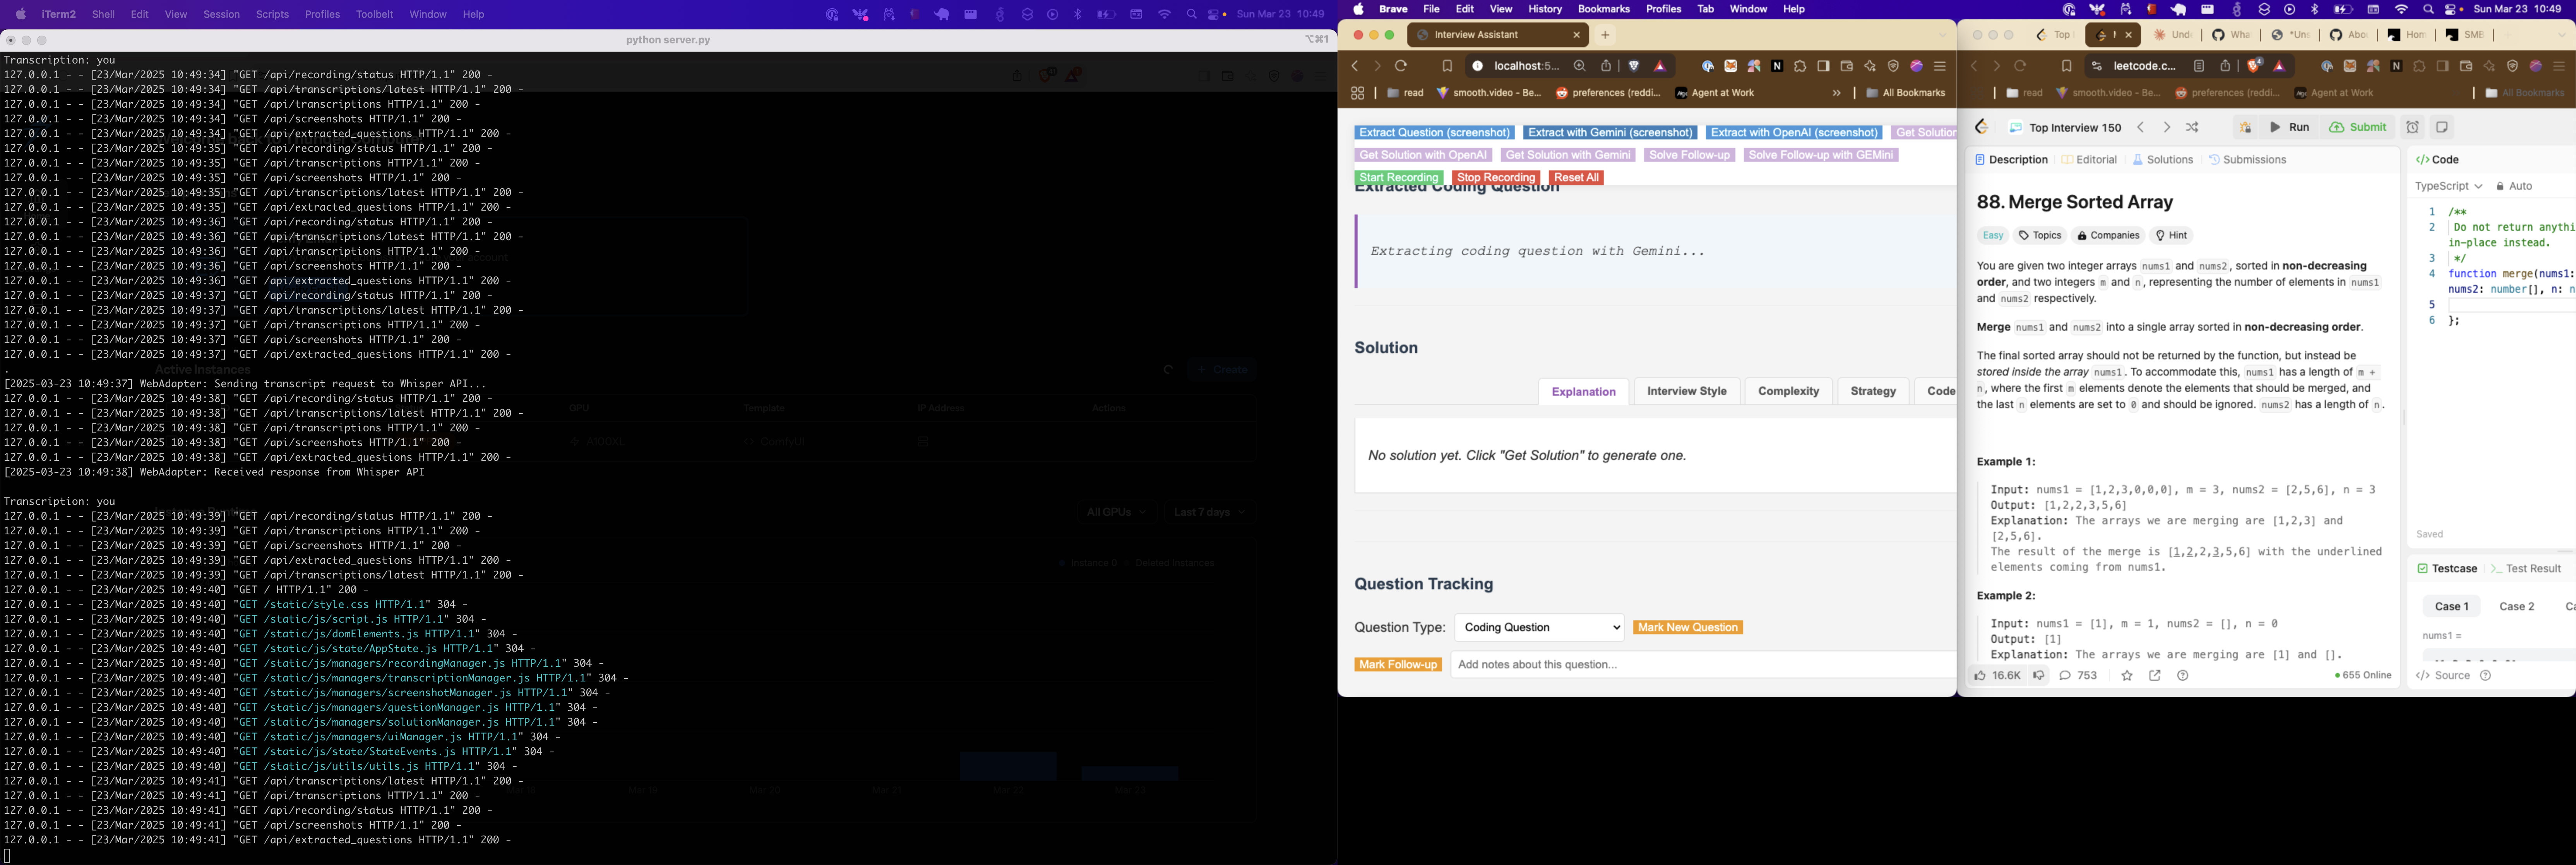 iTerm2 Shell Edit View Session Scripts Profiles Toolbelt Window Help Sun Mar 23 10:49
python server.py ⌥⌘1
Transcription: you
127.0.0.1 - - [23/Mar/2025 10:49:34] "GET /api/recording/status HTTP/1.1" 200 -
127.0.0.1 - - [23/Mar/2025 10:49:34] "GET /api/transcriptions/latest HTTP/1.1" 200 -
127.0.0.1 - - [23/Mar/2025 10:49:34] "GET /api/transcriptions HTTP/1.1" 200 -
127.0.0.1 - - [23/Mar/2025 10:49:34] "GET /api/screenshots HTTP/1.1" 200 -
127.0.0.1 - - [23/Mar/2025 10:49:34] "GET /api/extracted_questions HTTP/1.1" 200 -
127.0.0.1 - - [23/Mar/2025 10:49:35] "GET /api/recording/status HTTP/1.1" 200 -
127.0.0.1 - - [23/Mar/2025 10:49:35] "GET /api/transcriptions HTTP/1.1" 200 -
127.0.0.1 - - [23/Mar/2025 10:49:35] "GET /api/screenshots HTTP/1.1" 200 -
127.0.0.1 - - [23/Mar/2025 10:49:35] "GET /api/transcriptions/latest HTTP/1.1" 200 -
127.0.0.1 - - [23/Mar/2025 10:49:35] "GET /api/extracted_questions HTTP/1.1" 200 -
127.0.0.1 - - [23/Mar/2025 10:49:36] "GET /api/recording/status HTTP/1.1" 200 -
127.0.0.1 - - [23/Mar/2025 10:49:36] "GET /api/transcriptions/latest HTTP/1.1" 200 -
127.0.0.1 - - [23/Mar/2025 10:49:36] "GET /api/transcriptions HTTP/1.1" 200 -
127.0.0.1 - - [23/Mar/2025 10:49:36] "GET /api/screenshots HTTP/1.1" 200 -
127.0.0.1 - - [23/Mar/2025 10:49:36] "GET /api/extracted_questions HTTP/1.1" 200 -
127.0.0.1 - - [23/Mar/2025 10:49:37] "GET /api/recording/status HTTP/1.1" 200 -
127.0.0.1 - - [23/Mar/2025 10:49:37] "GET /api/transcriptions/latest HTTP/1.1" 200 -
127.0.0.1 - - [23/Mar/2025 10:49:37] "GET /api/transcriptions HTTP/1.1" 200 -
127.0.0.1 - - [23/Mar/2025 10:49:37] "GET /api/screenshots HTTP/1.1" 200 -
127.0.0.1 - - [23/Mar/2025 10:49:37] "GET /api/extracted_questions HTTP/1.1" 200 -
.
[2025-03-23 10:49:37] WebAdapter: Sending transcript request to Whisper API...
127.0.0.1 - - [23/Mar/2025 10:49:38] "GET /api/recording/status HTTP/1.1" 200 -
127.0.0.1 - - [23/Mar/2025 10:49:38] "GET /api/transcriptions/latest HTTP/1.1" 200 -
127.0.0.1 - - [23/Mar/2025 10:49:38] "GET /api/transcriptions HTTP/1.1" 200 -
127.0.0.1 - - [23/Mar/2025 10:49:38] "GET /api/screenshots HTTP/1.1" 200 -
127.0.0.1 - - [23/Mar/2025 10:49:38] "GET /api/extracted_questions HTTP/1.1" 200 -
[2025-03-23 10:49:38] WebAdapter: Received response from Whisper API
Transcription: you
127.0.0.1 - - [23/Mar/2025 10:49:39] "GET /api/recording/status HTTP/1.1" 200 -
127.0.0.1 - - [23/Mar/2025 10:49:39] "GET /api/transcriptions HTTP/1.1" 200 -
127.0.0.1 - - [23/Mar/2025 10:49:39] "GET /api/screenshots HTTP/1.1" 200 -
127.0.0.1 - - [23/Mar/2025 10:49:39] "GET /api/extracted_questions HTTP/1.1" 200 -
127.0.0.1 - - [23/Mar/2025 10:49:39] "GET /api/transcriptions/latest HTTP/1.1" 200 -
127.0.0.1 - - [23/Mar/2025 10:49:40] "GET / HTTP/1.1" 200 -
127.0.0.1 - - [23/Mar/2025 10:49:40] "GET /static/style.css HTTP/1.1" 304 -
127.0.0.1 - - [23/Mar/2025 10:49:40] "GET /static/js/script.js HTTP/1.1" 304 -
127.0.0.1 - - [23/Mar/2025 10:49:40] "GET /static/js/domElements.js HTTP/1.1" 304 -
127.0.0.1 - - [23/Mar/2025 10:49:40] "GET /static/js/state/AppState.js HTTP/1.1" 304 -
127.0.0.1 - - [23/Mar/2025 10:49:40] "GET /static/js/managers/recordingManager.js HTTP/1.1" 304 -
127.0.0.1 - - [23/Mar/2025 10:49:40] "GET /static/js/managers/transcriptionManager.js HTTP/1.1" 304 -
127.0.0.1 - - [23/Mar/2025 10:49:40] "GET /static/js/managers/screenshotManager.js HTTP/1.1" 304 -
127.0.0.1 - - [23/Mar/2025 10:49:40] "GET /static/js/managers/questionManager.js HTTP/1.1" 304 -
127.0.0.1 - - [23/Mar/2025 10:49:40] "GET /static/js/managers/solutionManager.js HTTP/1.1" 304 -
127.0.0.1 - - [23/Mar/2025 10:49:40] "GET /static/js/managers/uiManager.js HTTP/1.1" 304 -
127.0.0.1 - - [23/Mar/2025 10:49:40] "GET /static/js/state/StateEvents.js HTTP/1.1" 304 -
127.0.0.1 - - [23/Mar/2025 10:49:40] "GET /static/js/utils/utils.js HTTP/1.1" 304 -
127.0.0.1 - - [23/Mar/2025 10:49:41] "GET /api/transcriptions/latest HTTP/1.1" 200 -
127.0.0.1 - - [23/Mar/2025 10:49:41] "GET /api/transcriptions HTTP/1.1" 200 -
127.0.0.1 - - [23/Mar/2025 10:49:41] "GET /api/recording/status HTTP/1.1" 200 -
127.0.0.1 - - [23/Mar/2025 10:49:41] "GET /api/screenshots HTTP/1.1" 200 -
127.0.0.1 - - [23/Mar/2025 10:49:41] "GET /api/extracted_questions HTTP/1.1" 200 -
Active Instances
Create
GPU Template IP Address Actions
A100XL ComfyUI
All GPUs Last 7 days
Instance 0 Deleted Instances
Mar 19 Mar 20 Mar 21 Mar 22
Brave File Edit View History Bookmarks Profiles Tab Window Help Sun Mar 23 10:49
Interview Assistant
localhost:5...
read smooth.video - Be... preferences (reddi... Agent at Work » All Bookmarks
Extract Question (screenshot) Extract with Gemini (screenshot) Extract with OpenAI (screenshot) Get Solution
Get Solution with OpenAI Get Solution with Gemini Solve Follow-up Solve Follow-up with GEMini
Start Recording Stop Recording Reset All
Extracted Coding Question
Extracting coding question with Gemini...
Solution
Explanation Interview Style Complexity Strategy Code
No solution yet. Click "Get Solution" to generate one.
Question Tracking
Question Type: Coding Question Mark New Question
Mark Follow-up Add notes about this question...
Top Und Wha *Una Abou Hom SMB
leetcode.c...
read smooth.video - Be... preferences (reddi... Agent at Work All Bookmarks
Top Interview 150 Run Submit
Description Editorial Solutions Submissions
88. Merge Sorted Array
Easy Topics Companies Hint
You are given two integer arrays nums1 and nums2, sorted in non-decreasing
order, and two integers m and n, representing the number of elements in nums1
and nums2 respectively.
Merge nums1 and nums2 into a single array sorted in non-decreasing order.
The final sorted array should not be returned by the function, but instead be
stored inside the array nums1. To accommodate this, nums1 has a length of m +
n, where the first m elements denote the elements that should be merged, and
the last n elements are set to 0 and should be ignored. nums2 has a length of n.
Example 1:
Input: nums1 = [1,2,3,0,0,0], m = 3, nums2 = [2,5,6], n = 3
Output: [1,2,2,3,5,6]
Explanation: The arrays we are merging are [1,2,3] and
[2,5,6].
The result of the merge is [1,2,2,3,5,6] with the underlined
elements coming from nums1.
Example 2:
Input: nums1 = [1], m = 1, nums2 = [], n = 0
Output: [1]
Explanation: The arrays we are merging are [1] and [].
16.6K 753 655 Online
</> Code
TypeScript Auto
1 /**
2 Do not return anythi
in-place instead.
3 */
4 function merge(nums1:
nums2: number[], n: n
5
6 };
Saved
Testcase Test Result
Case 1 Case 2 Ca
nums1 =
</> Source